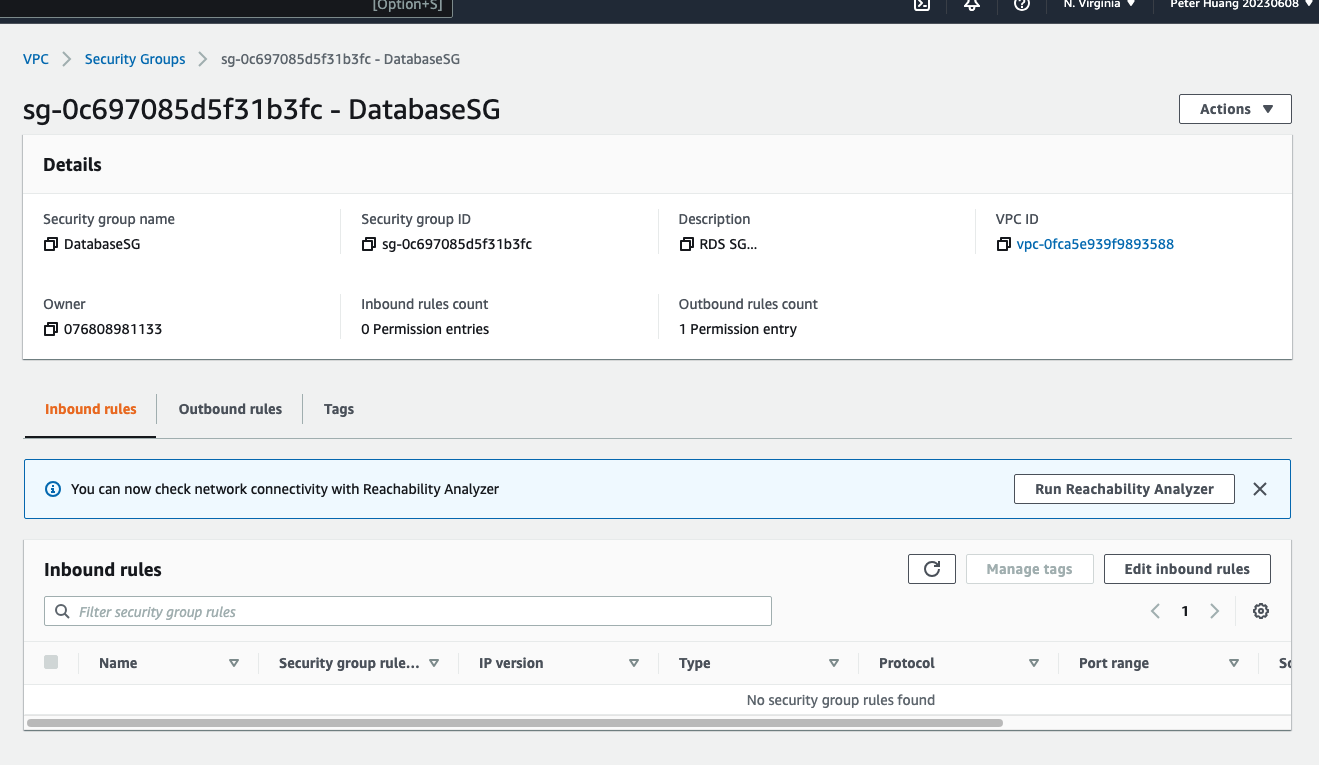 [Option+S] N. Virginia ▼ Peter Huang 20230608 ▼
VPC > Security Groups > sg-0c697085d5f31b3fc - DatabaseSG
sg-0c697085d5f31b3fc - DatabaseSG
Actions ▼
Details
Security group name Security group ID Description VPC ID
DatabaseSG sg-0c697085d5f31b3fc RDS SG... vpc-0fca5e939f9893588
Owner Inbound rules count Outbound rules count
076808981133 0 Permission entries 1 Permission entry
Inbound rules Outbound rules Tags
You can now check network connectivity with Reachability Analyzer Run Reachability Analyzer
Inbound rules Manage tags Edit inbound rules
Filter security group rules 1
Name Security group rule... IP version Type Protocol Port range
No security group rules found